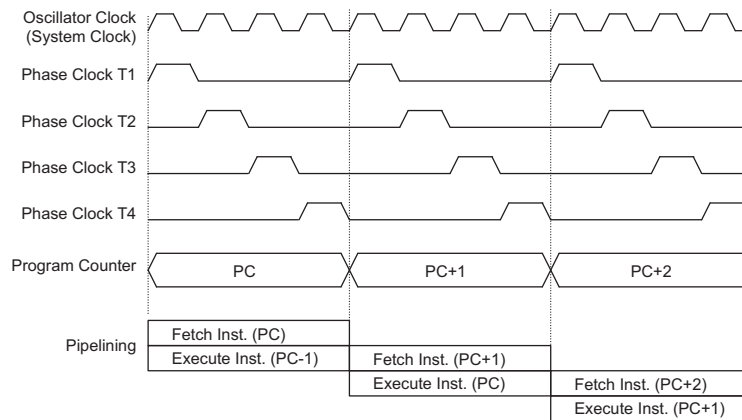 Oscillator Clock
(System Clock)
Phase Clock T1
Phase Clock T2
Phase Clock T3
Phase Clock T4
Program Counter
PC
PC+1
PC+2
Pipelining
Fetch Inst. (PC)
Execute Inst. (PC-1)
Fetch Inst. (PC+1)
Execute Inst. (PC)
Fetch Inst. (PC+2)
Execute Inst. (PC+1)